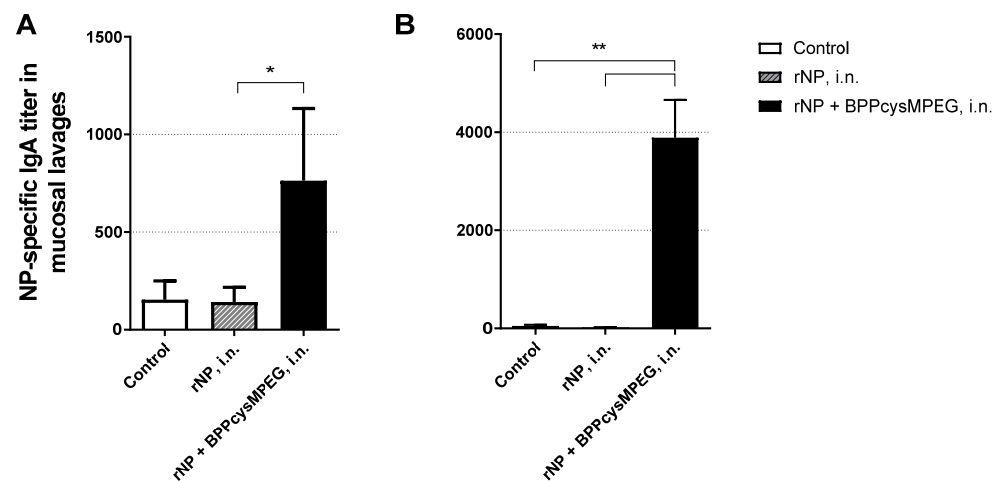 A
NP-specific IgA titer in
mucosal lavages
1500
1000
500
0
*
Control
rNP, i.n.
rNP + BPPcysMPEG, i.n.
B
6000
4000
2000
0
**
Control
rNP, i.n.
rNP + BPPcysMPEG, i.n.
Control
rNP, i.n.
rNP + BPPcysMPEG, i.n.